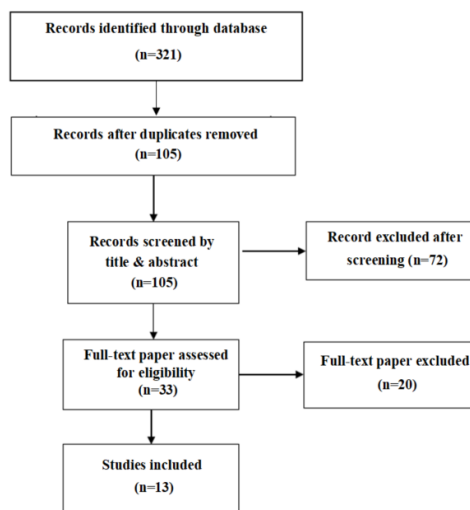 Records identified through database
(n=321)
Records after duplicates removed
(n=105)
Records screened by
title & abstract
(n=105)
Record excluded after
screening (n=72)
Full-text paper assessed
for eligibility
(n=33)
Full-text paper excluded
(n=20)
Studies included
(n=13)